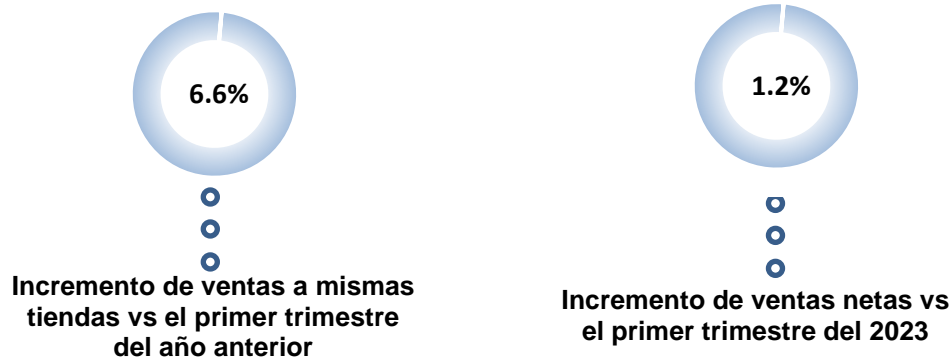 6.6%
Incremento de ventas a mismas
tiendas vs el primer trimestre
del año anterior
1.2%
Incremento de ventas netas vs
el primer trimestre del 2023